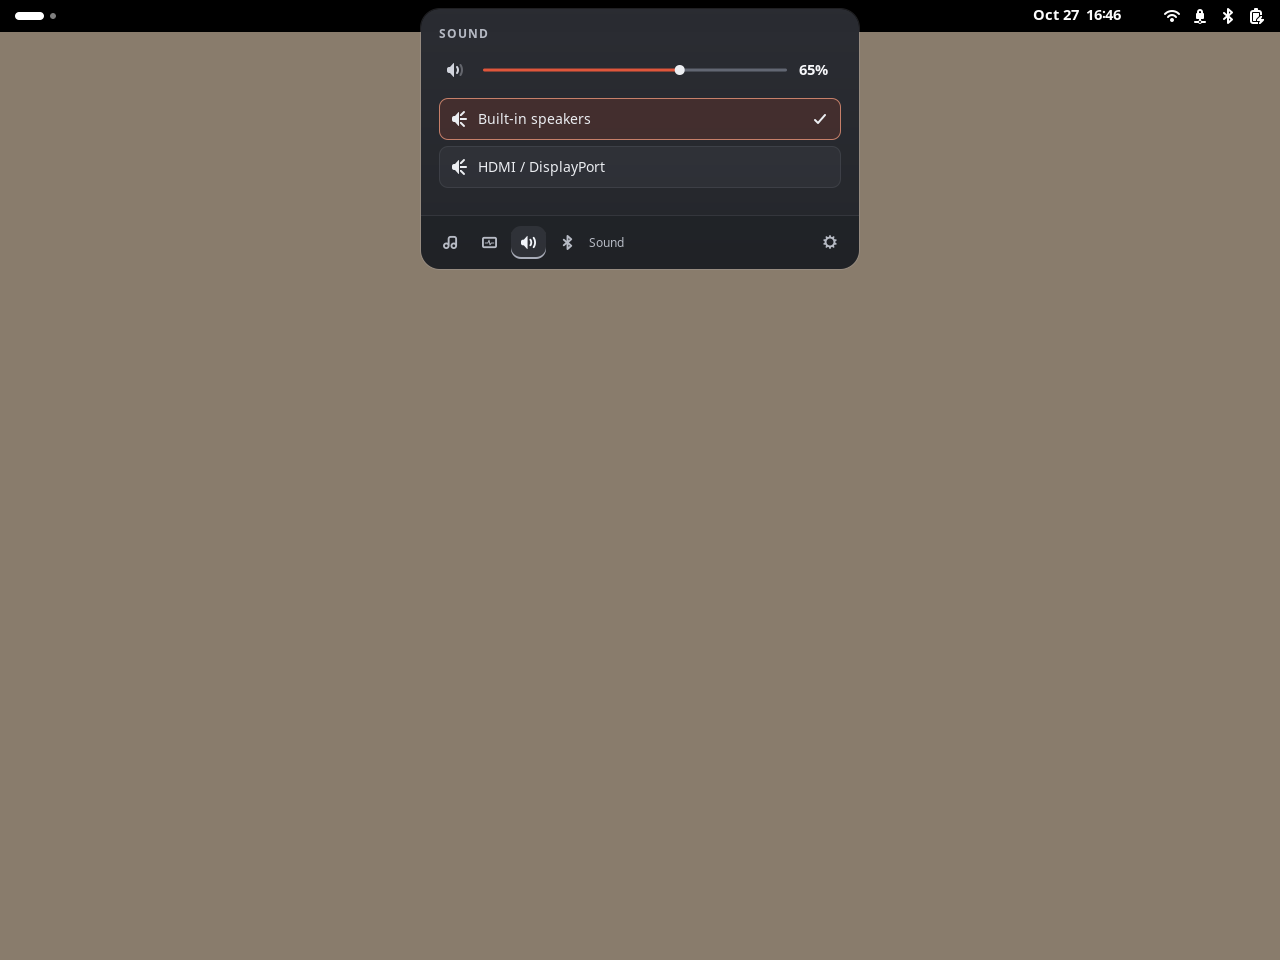 Oct 27 16:46
SOUND
65%
Built-in speakers
HDMI / DisplayPort
Sound